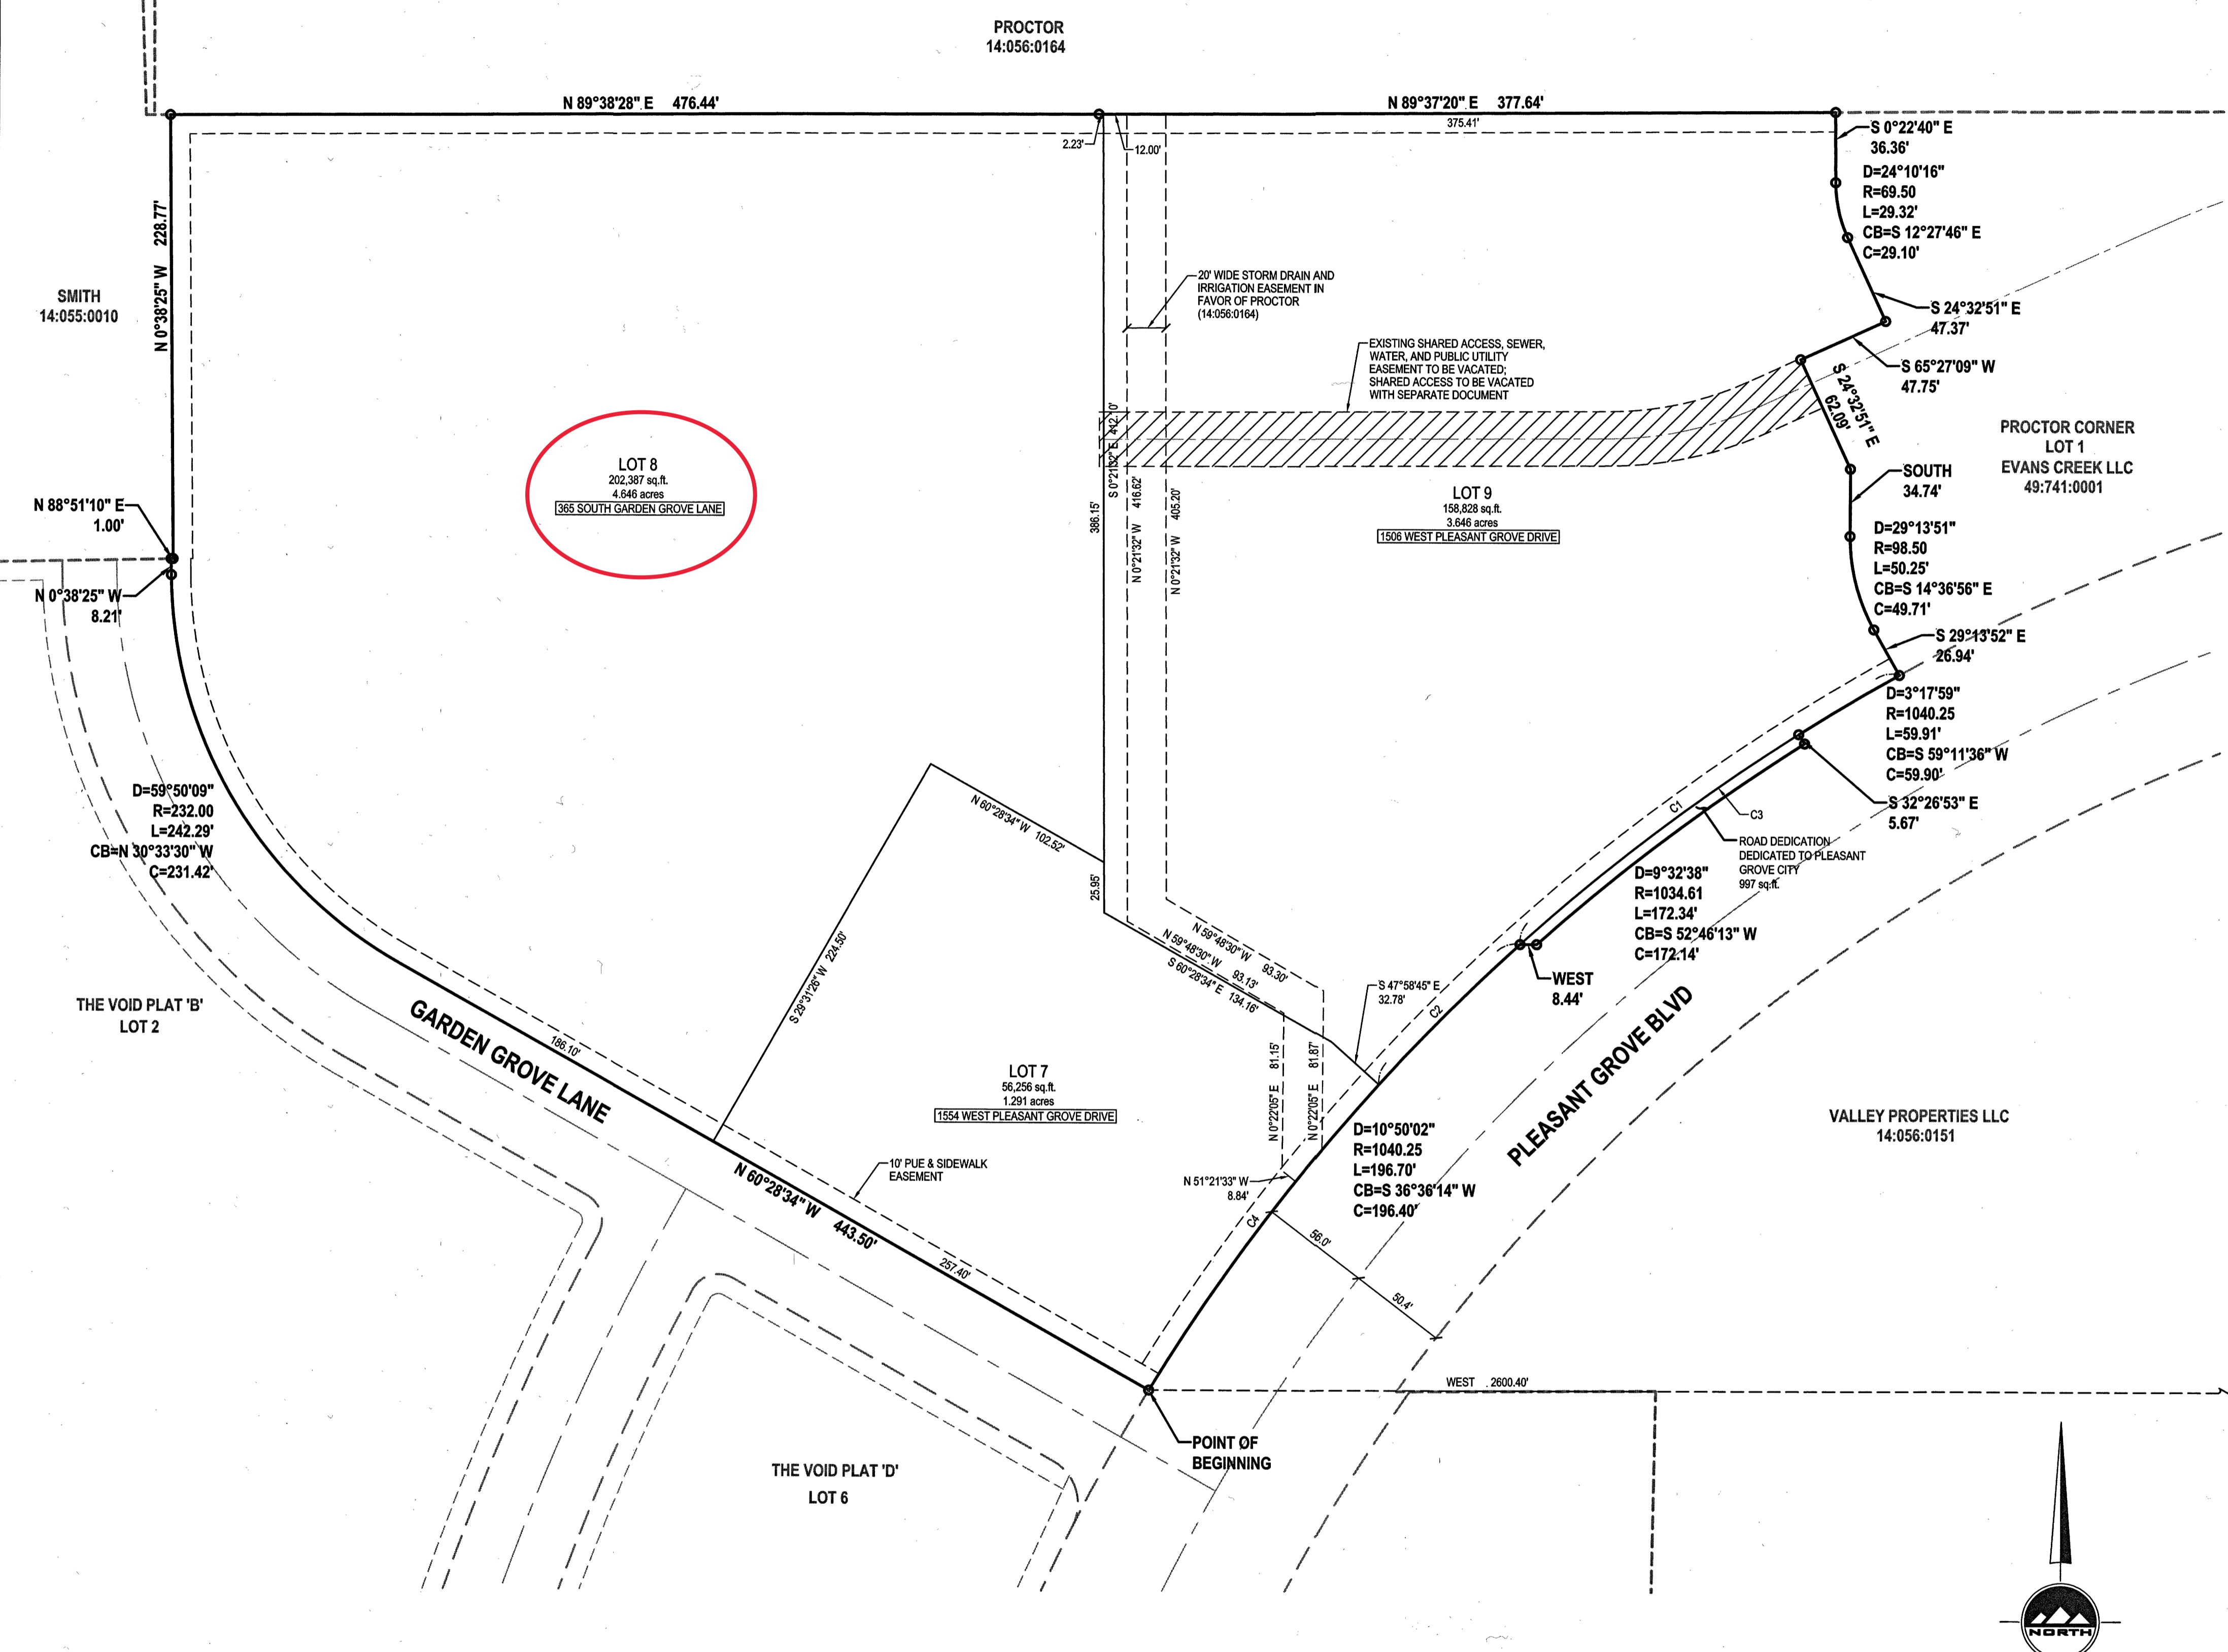 PROCTOR
14:056:0164
N 89°38'28" E 476.44'
N 89°37'20" E 377.64'
375.41'
2.23'
12.00'
S 0°22'40" E
36.36'
D=24°10'16"
R=69.50
L=29.32'
CB=S 12°27'46" E
C=29.10'
N 0°38'25" W 228.77'
SMITH
14:055:0010
20' WIDE STORM DRAIN AND
IRRIGATION EASEMENT IN
FAVOR OF PROCTOR
(14:056:0164)
S 24°32'51" E
47.37'
EXISTING SHARED ACCESS, SEWER,
WATER, AND PUBLIC UTILITY
EASEMENT TO BE VACATED;
SHARED ACCESS TO BE VACATED
WITH SEPARATE DOCUMENT
S 65°27'09" W
47.75'
S 24°32'51" E
62.09'
PROCTOR CORNER
LOT 1
EVANS CREEK LLC
49:741:0001
LOT 8
202,387 sq.ft.
4.646 acres
365 SOUTH GARDEN GROVE LANE
S 0°21'32" E 412.10'
386.15'
N 0°21'32" W 416.62'
N 0°21'32" W 405.20'
LOT 9
158,828 sq.ft.
3.646 acres
1506 WEST PLEASANT GROVE DRIVE
SOUTH
34.74'
N 88°51'10" E
1.00'
D=29°13'51"
R=98.50
L=50.25'
CB=S 14°36'56" E
C=49.71'
N 0°38'25" W
8.21'
S 29°13'52" E
26.94'
D=3°17'59"
R=1040.25
L=59.91'
CB=S 59°11'36" W
C=59.90'
D=59°50'09"
R=232.00
L=242.29'
CB=N 30°33'30" W
C=231.42'
N 60°28'34" W 102.52'
25.95'
C1
C3
S 32°26'53" E
5.67'
ROAD DEDICATION
DEDICATED TO PLEASANT
GROVE CITY
997 sq.ft.
D=9°32'38"
R=1034.61
L=172.34'
CB=S 52°46'13" W
C=172.14'
S 29°31'26" W 224.50'
N 59°48'30" W 93.30'
N 59°48'30" W 93.13'
S 60°28'34" E 134.16'
S 47°58'45" E
32.78'
WEST
8.44'
C2
THE VOID PLAT 'B'
LOT 2
GARDEN GROVE LANE
186.10'
PLEASANT GROVE BLVD
LOT 7
56,256 sq.ft.
1.291 acres
1554 WEST PLEASANT GROVE DRIVE
N 0°22'05" E 81.15'
N 0°22'05" E 81.87'
VALLEY PROPERTIES LLC
14:056:0151
D=10°50'02"
R=1040.25
L=196.70'
CB=S 36°36'14" W
C=196.40'
10' PUE & SIDEWALK
EASEMENT
N 51°21'33" W
8.84'
C4
N 60°28'34" W 443.50'
257.40'
56.0'
50.4'
WEST 2600.40'
POINT OF
BEGINNING
THE VOID PLAT 'D'
LOT 6
NORTH